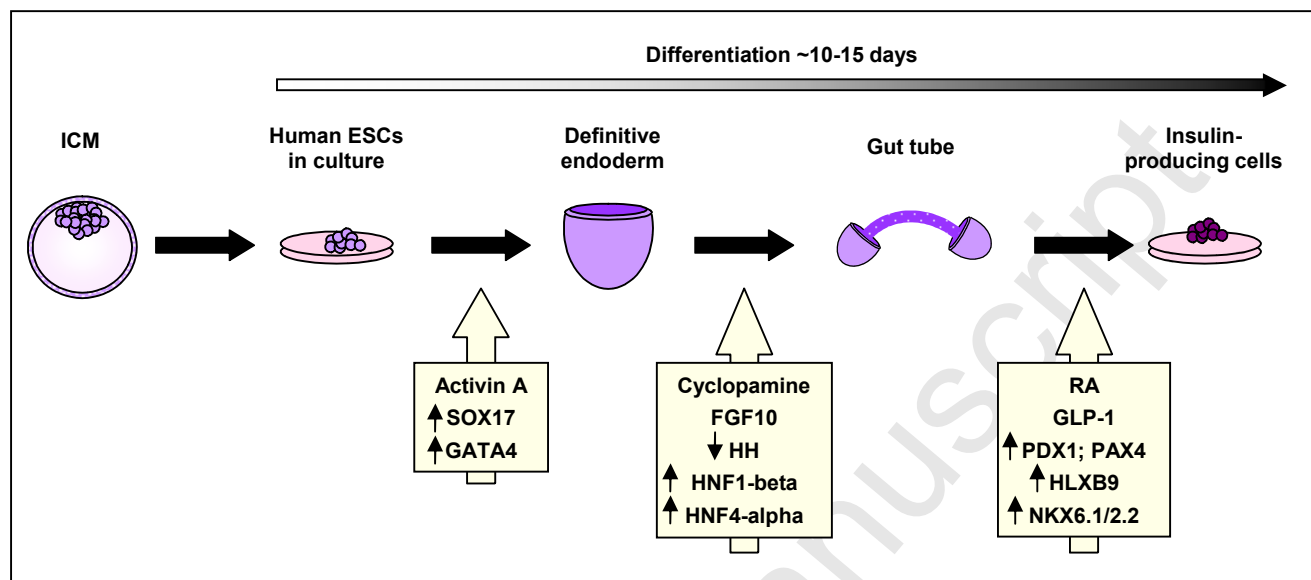 Differentiation ~10-15 days
ICM
Human ESCs
in culture
Definitive
endoderm
Gut tube
Insulin-
producing cells
Activin A
↑SOX17
↑GATA4
Cyclopamine
FGF10
↓ HH
↑ HNF1-beta
↑ HNF4-alpha
RA
GLP-1
↑ PDX1; PAX4
↑ HLXB9
↑ NKX6.1/2.2
anuscript